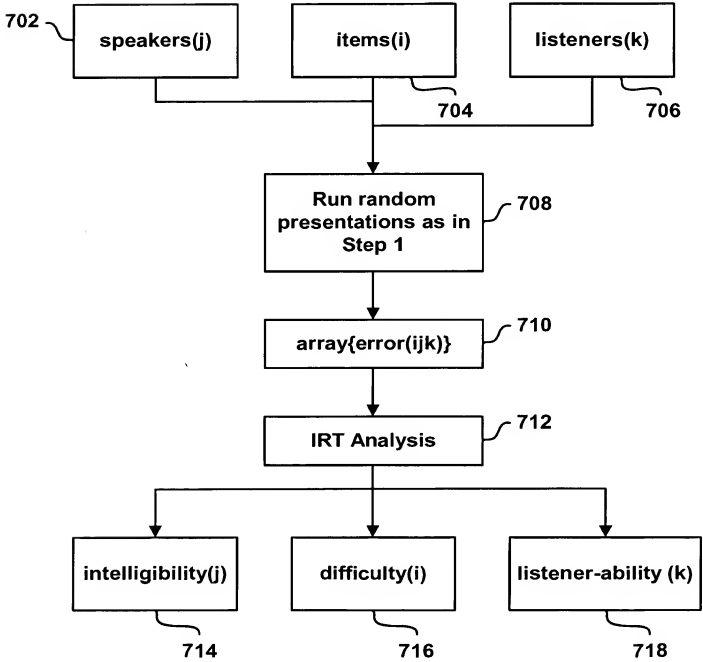 702
speakers(j)
items(i)
listeners(k)
704
706
Run random
presentations as in
Step 1
708
array{error(ijk)}
710
IRT Analysis
712
intelligibility(j)
difficulty(i)
listener-ability (k)
714
716
718